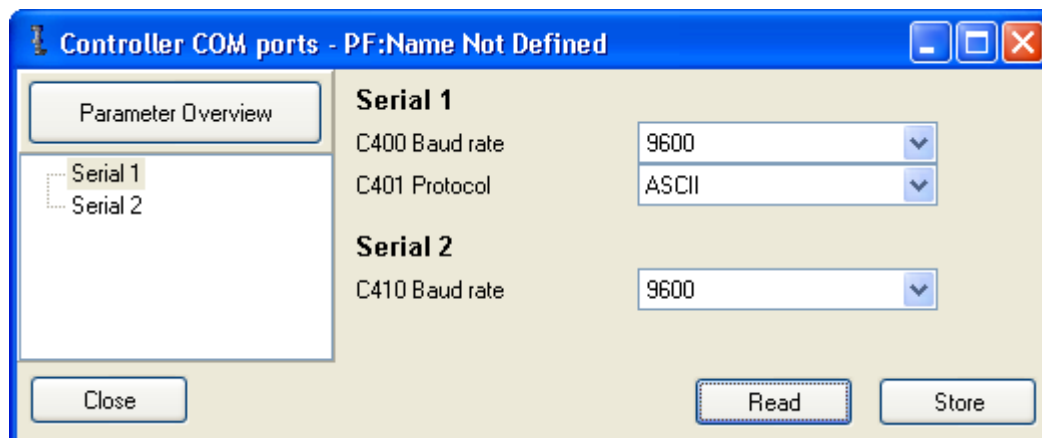 Controller COM ports - PF:Name Not Defined
Parameter Overview
Serial 1
Serial 2
Serial 1
C400 Baud rate 9600
C401 Protocol ASCII
Serial 2
C410 Baud rate 9600
Close Read Store